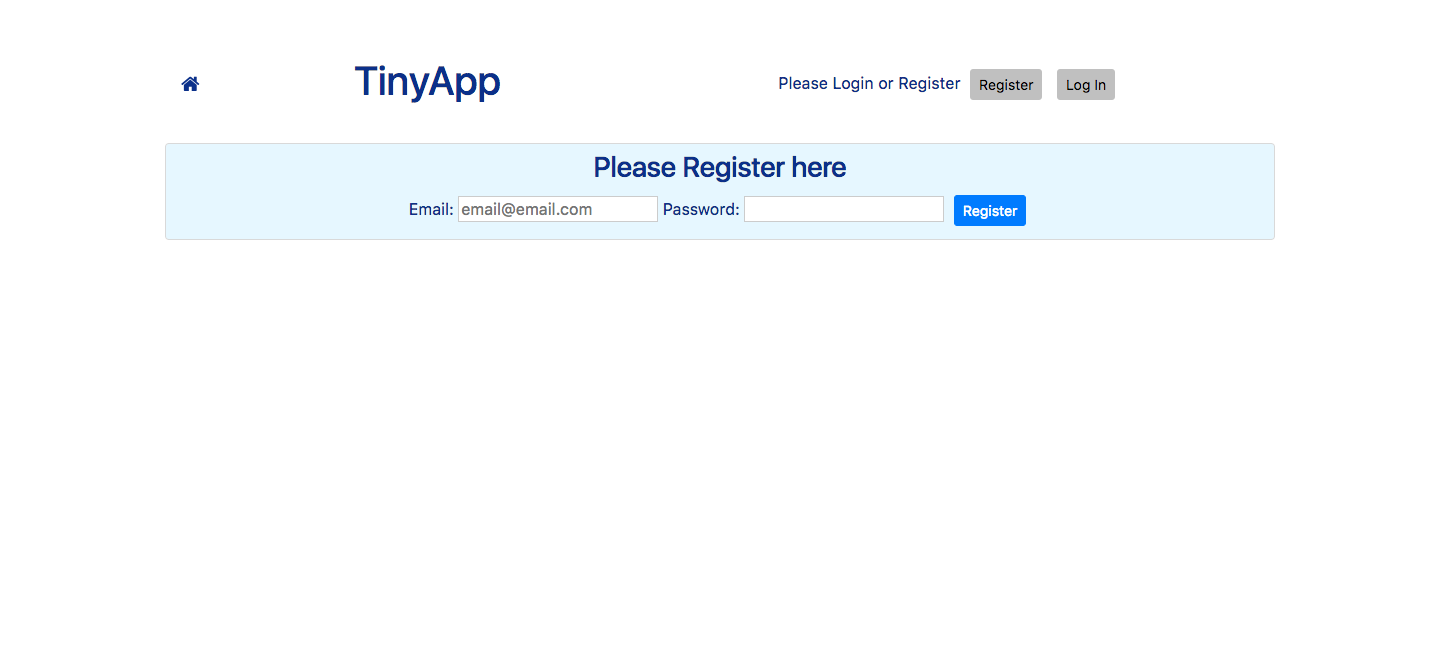 TinyApp
Please Login or Register Register Log In
Please Register here
Email: email@email.com Password: Register